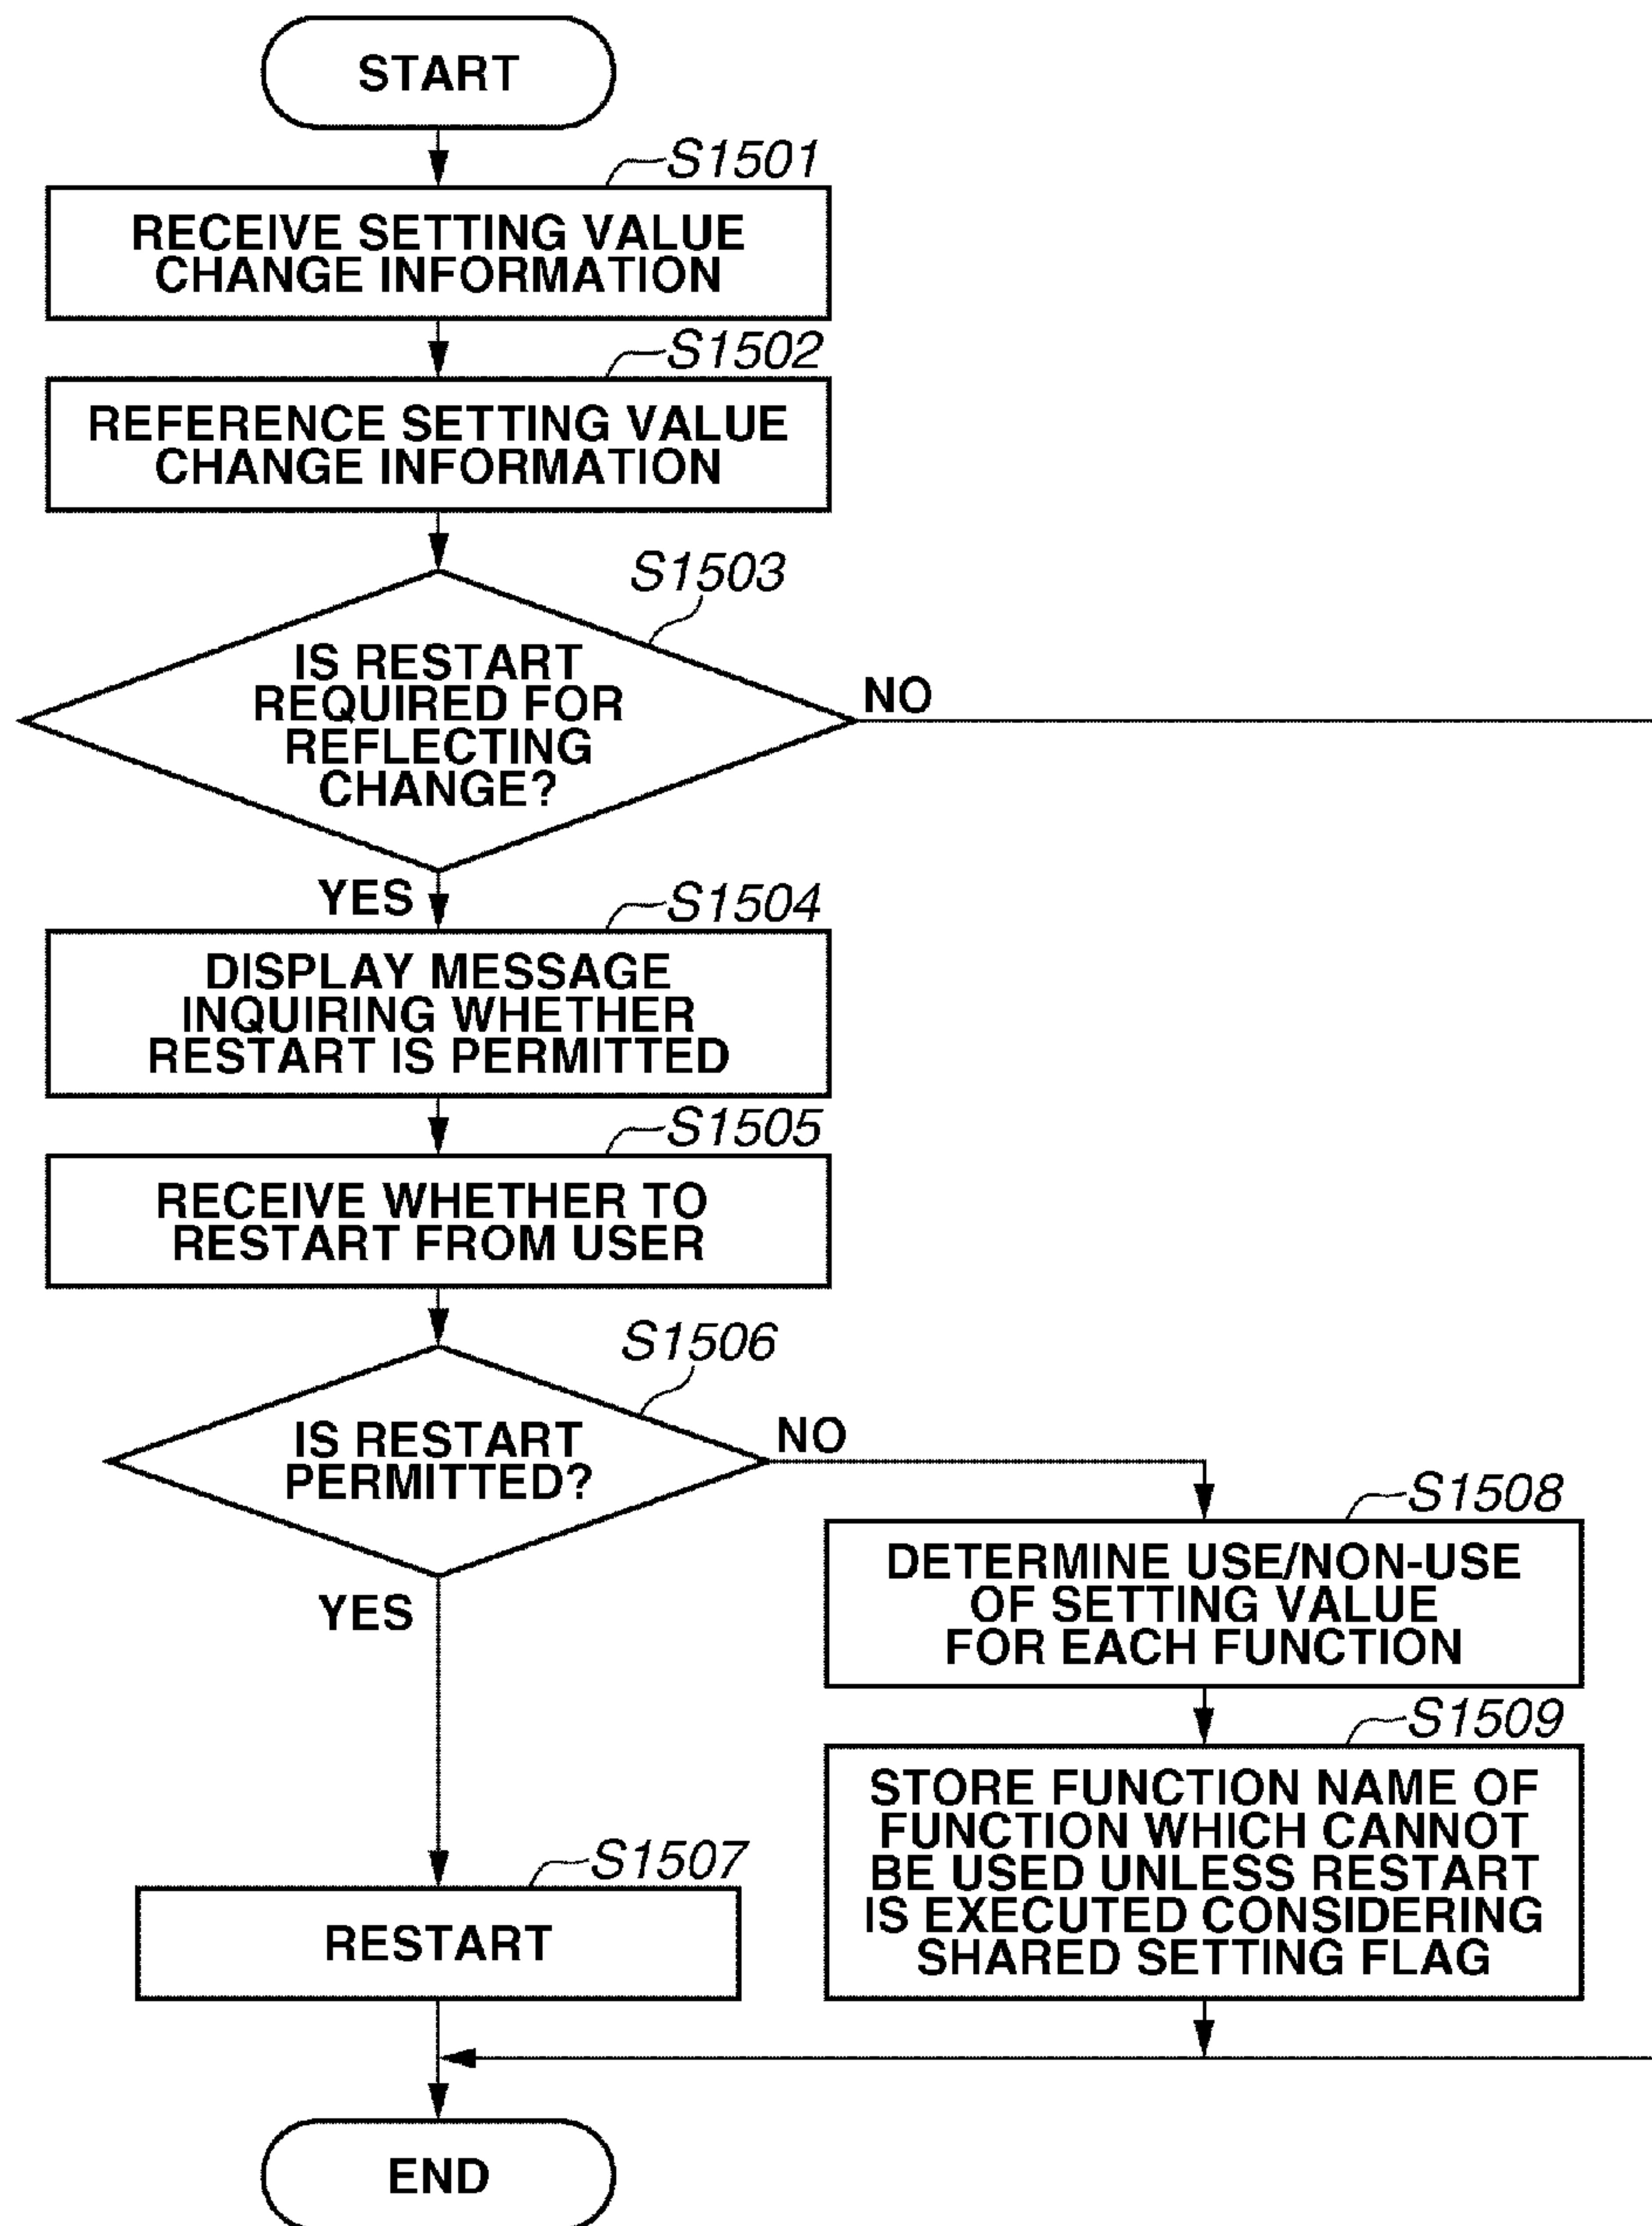 START
S1501
RECEIVE SETTING VALUE
CHANGE INFORMATION
S1502
REFERENCE SETTING VALUE
CHANGE INFORMATION
S1503
IS RESTART
REQUIRED FOR
REFLECTING
CHANGE?
NO
YES
S1504
DISPLAY MESSAGE
INQUIRING WHETHER
RESTART IS PERMITTED
S1505
RECEIVE WHETHER TO
RESTART FROM USER
S1506
IS RESTART
PERMITTED?
NO
YES
S1508
DETERMINE USE/NON-USE
OF SETTING VALUE
FOR EACH FUNCTION
S1509
STORE FUNCTION NAME OF
FUNCTION WHICH CANNOT
BE USED UNLESS RESTART
IS EXECUTED CONSIDERING
SHARED SETTING FLAG
S1507
RESTART
END